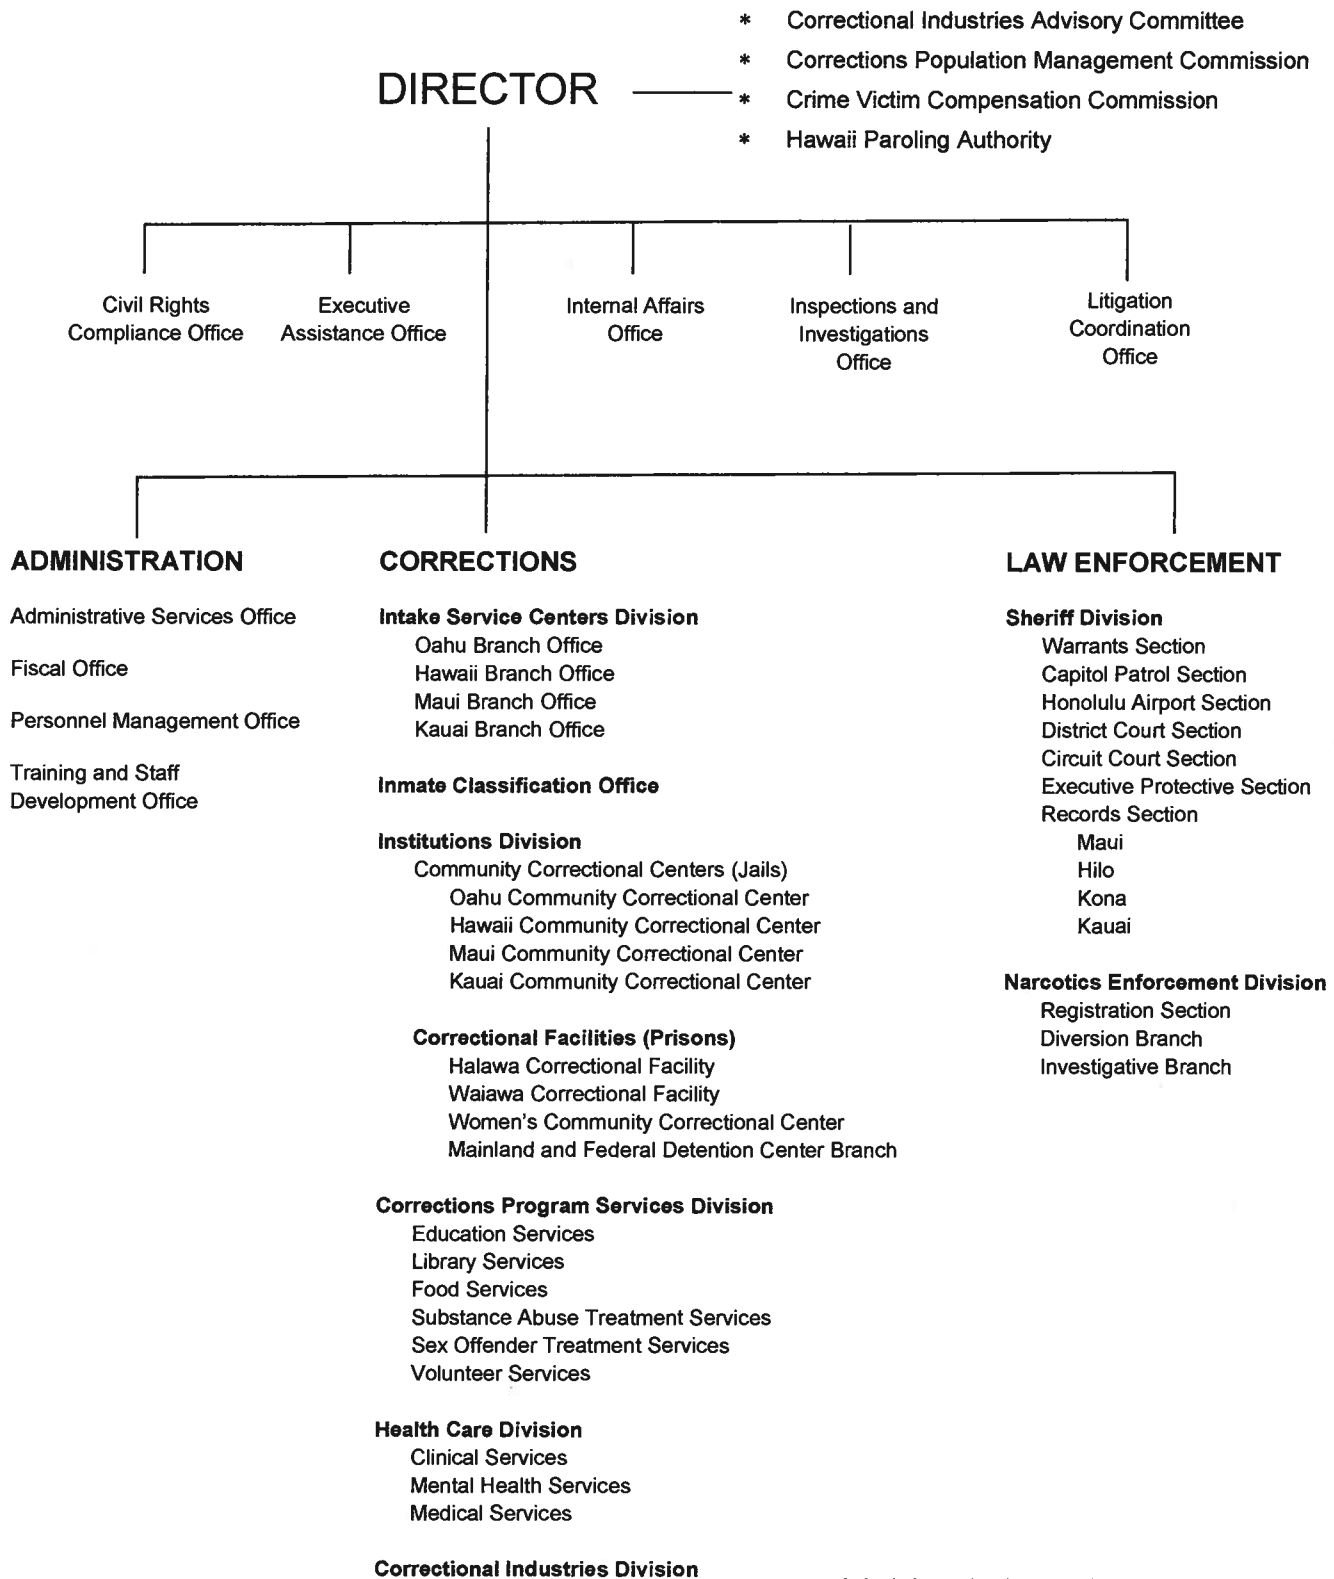 * Correctional Industries Advisory Committee
* Corrections Population Management Commission
DIRECTOR
* Crime Victim Compensation Commission
* Hawaii Paroling Authority
Civil Rights
Compliance Office
Executive
Assistance Office
Internal Affairs
Office
Inspections and
Investigations
Office
Litigation
Coordination
Office
ADMINISTRATION
Administrative Services Office
Fiscal Office
Personnel Management Office
Training and Staff
Development Office
CORRECTIONS
Intake Service Centers Division
Oahu Branch Office
Hawaii Branch Office
Maui Branch Office
Kauai Branch Office
Inmate Classification Office
Institutions Division
Community Correctional Centers (Jails)
Oahu Community Correctional Center
Hawaii Community Correctional Center
Maui Community Correctional Center
Kauai Community Correctional Center
Correctional Facilities (Prisons)
Halawa Correctional Facility
Waiawa Correctional Facility
Women's Community Correctional Center
Mainland and Federal Detention Center Branch
Corrections Program Services Division
Education Services
Library Services
Food Services
Substance Abuse Treatment Services
Sex Offender Treatment Services
Volunteer Services
Health Care Division
Clinical Services
Mental Health Services
Medical Services
Correctional Industries Division
LAW ENFORCEMENT
Sheriff Division
Warrants Section
Capitol Patrol Section
Honolulu Airport Section
District Court Section
Circuit Court Section
Executive Protective Section
Records Section
Maui
Hilo
Kona
Kauai
Narcotics Enforcement Division
Registration Section
Diversion Branch
Investigative Branch